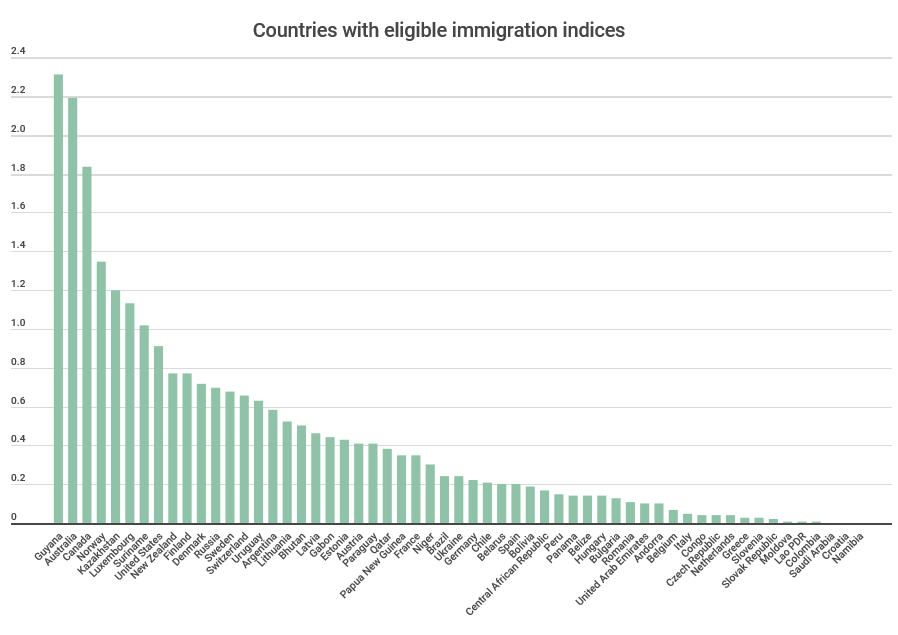 Countries with eligible immigration indices
2.4
2.2
2.0
1.8
1.6
1.4
1.2
1.0
0.8
0.6
0.4
0.2
0
Guyana
Australia
Canada
Norway
Kazakhstan
Luxembourg
Suriname
United States
New Zealand
Finland
Denmark
Russia
Sweden
Switzerland
Uruguay
Argentina
Lithuania
Bhutan
Latvia
Gabon
Estonia
Austria
Paraguay
Qatar
Papua New Guinea
France
Niger
Brazil
Ukraine
Germany
Chile
Belarus
Spain
Bolivia
Central African Republic
Peru
Panama
Belize
Hungary
Bulgaria
Romania
United Arab Emirates
Andorra
Belgium
Italy
Congo
Czech Republic
Netherlands
Greece
Slovenia
Slovak Republic
Moldova
Lao PDR
Colombia
Saudi Arabia
Croatia
Namibia